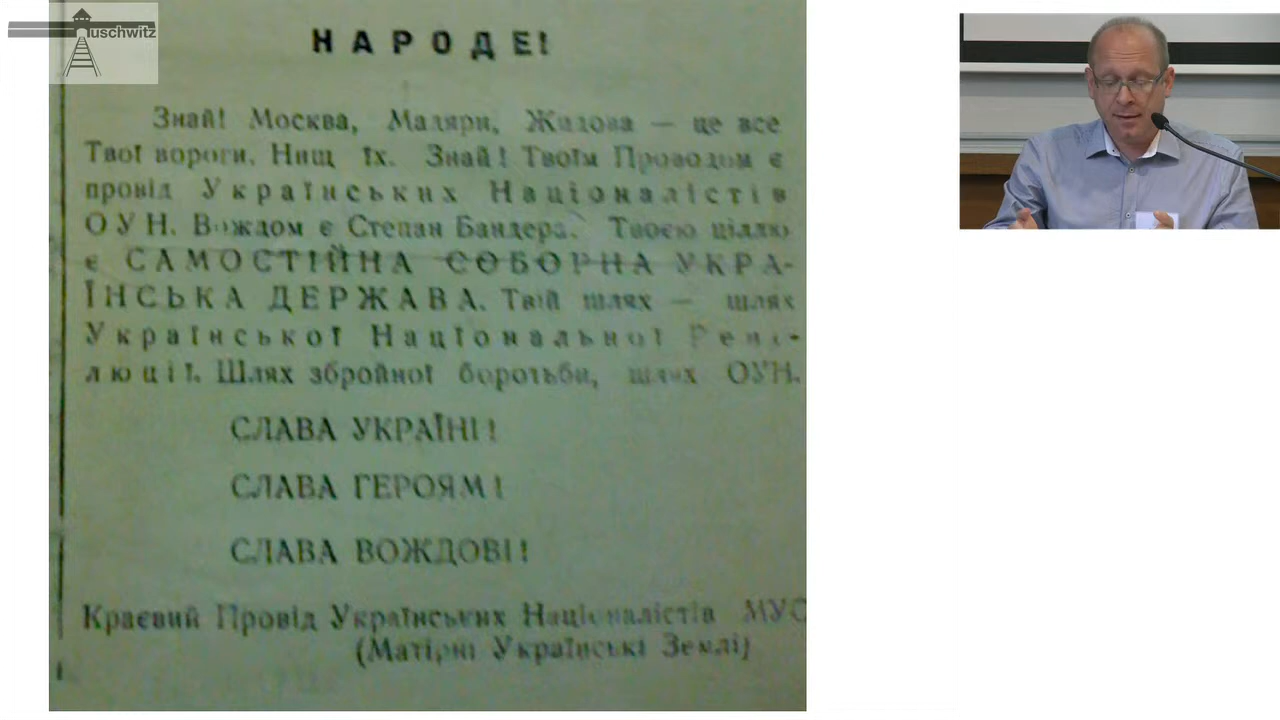 Auschwitz
НАРОДЕ!
Знай! Москва, Мадяри, Жидова — це все
Твої вороги. Нищ їх. Знай! Твоїм Проводом є
провід Українських Націоналістів
ОУН. Вождом є Степан Бандера. Твоєю ціллю
є САМОСТІЙНА СОБОРНА УКРА-
ЇНСЬКА ДЕРЖАВА. Твій шлях — шлях
Української Національної Рево-
люції. Шлях збройної боротьби, шлях ОУН.
СЛАВА УКРАЇНІ!
СЛАВА ГЕРОЯМ!
СЛАВА ВОЖДОВІ!
Краєвий Провід Українських Націоналістів МУС
(Матірні Українські Землі)